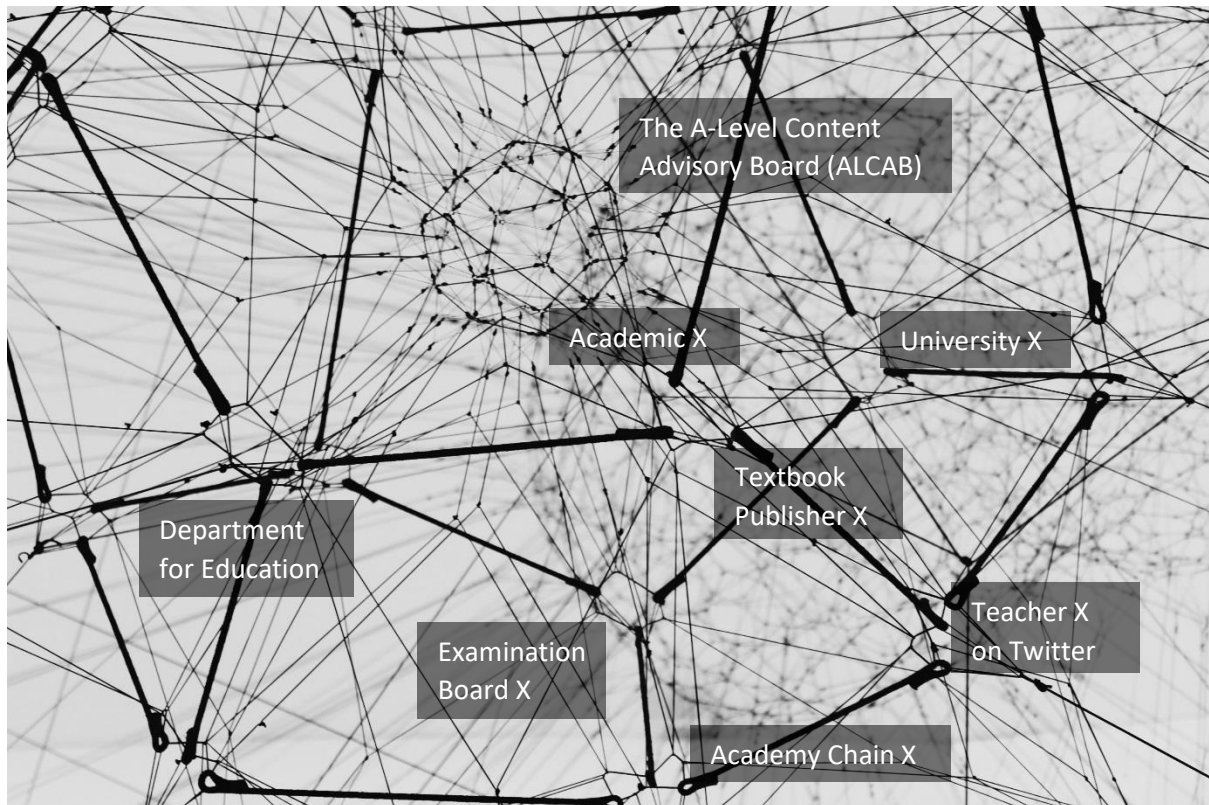 The A-Level Content
Advisory Board (ALCAB)
Academic X
University X
Textbook
Publisher X
Department
for Education
Teacher X
on Twitter
Examination
Board X
Academy Chain X